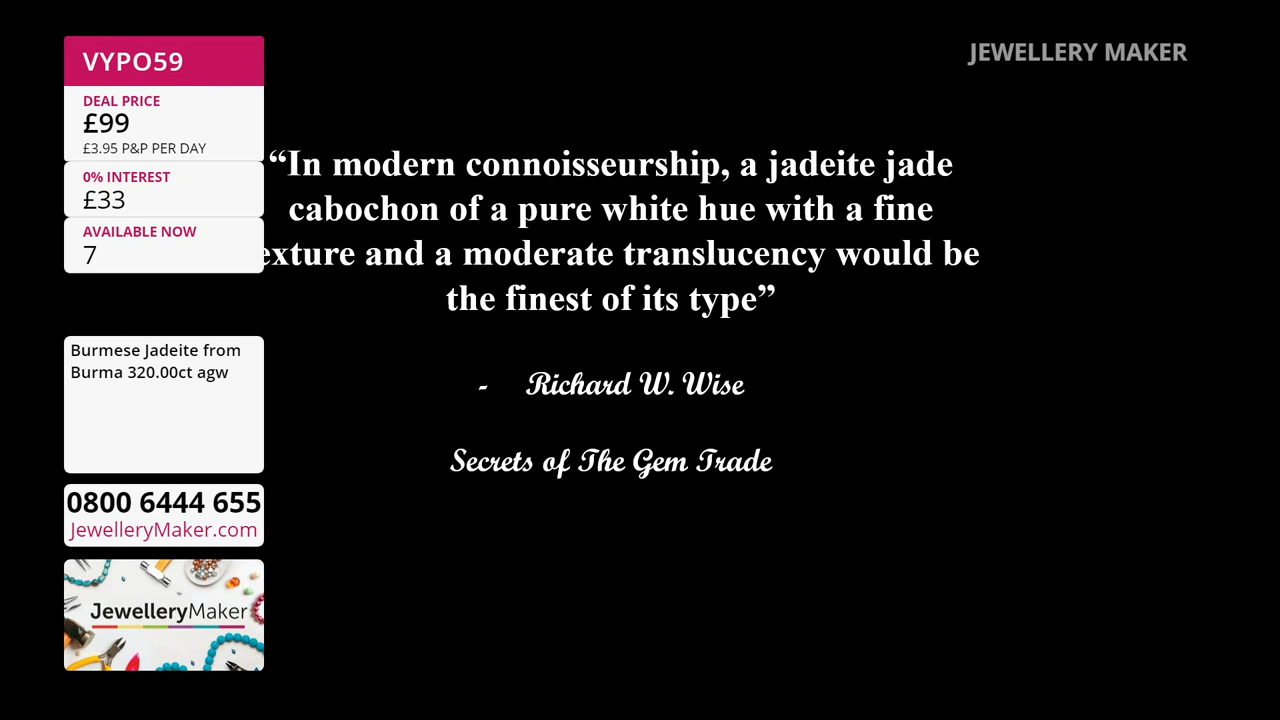 VYPO59
DEAL PRICE
£99
£3.95 P&P PER DAY
0% INTEREST
£33
AVAILABLE NOW
7
Burmese Jadeite from
Burma 320.00ct agw
0800 6444 655
JewelleryMaker.com
JewelleryMaker
JEWELLERY MAKER
“In modern connoisseurship, a jadeite jade
cabochon of a pure white hue with a fine
exture and a moderate translucency would be
the finest of its type”
- Richard W. Wise
Secrets of The Gem Trade